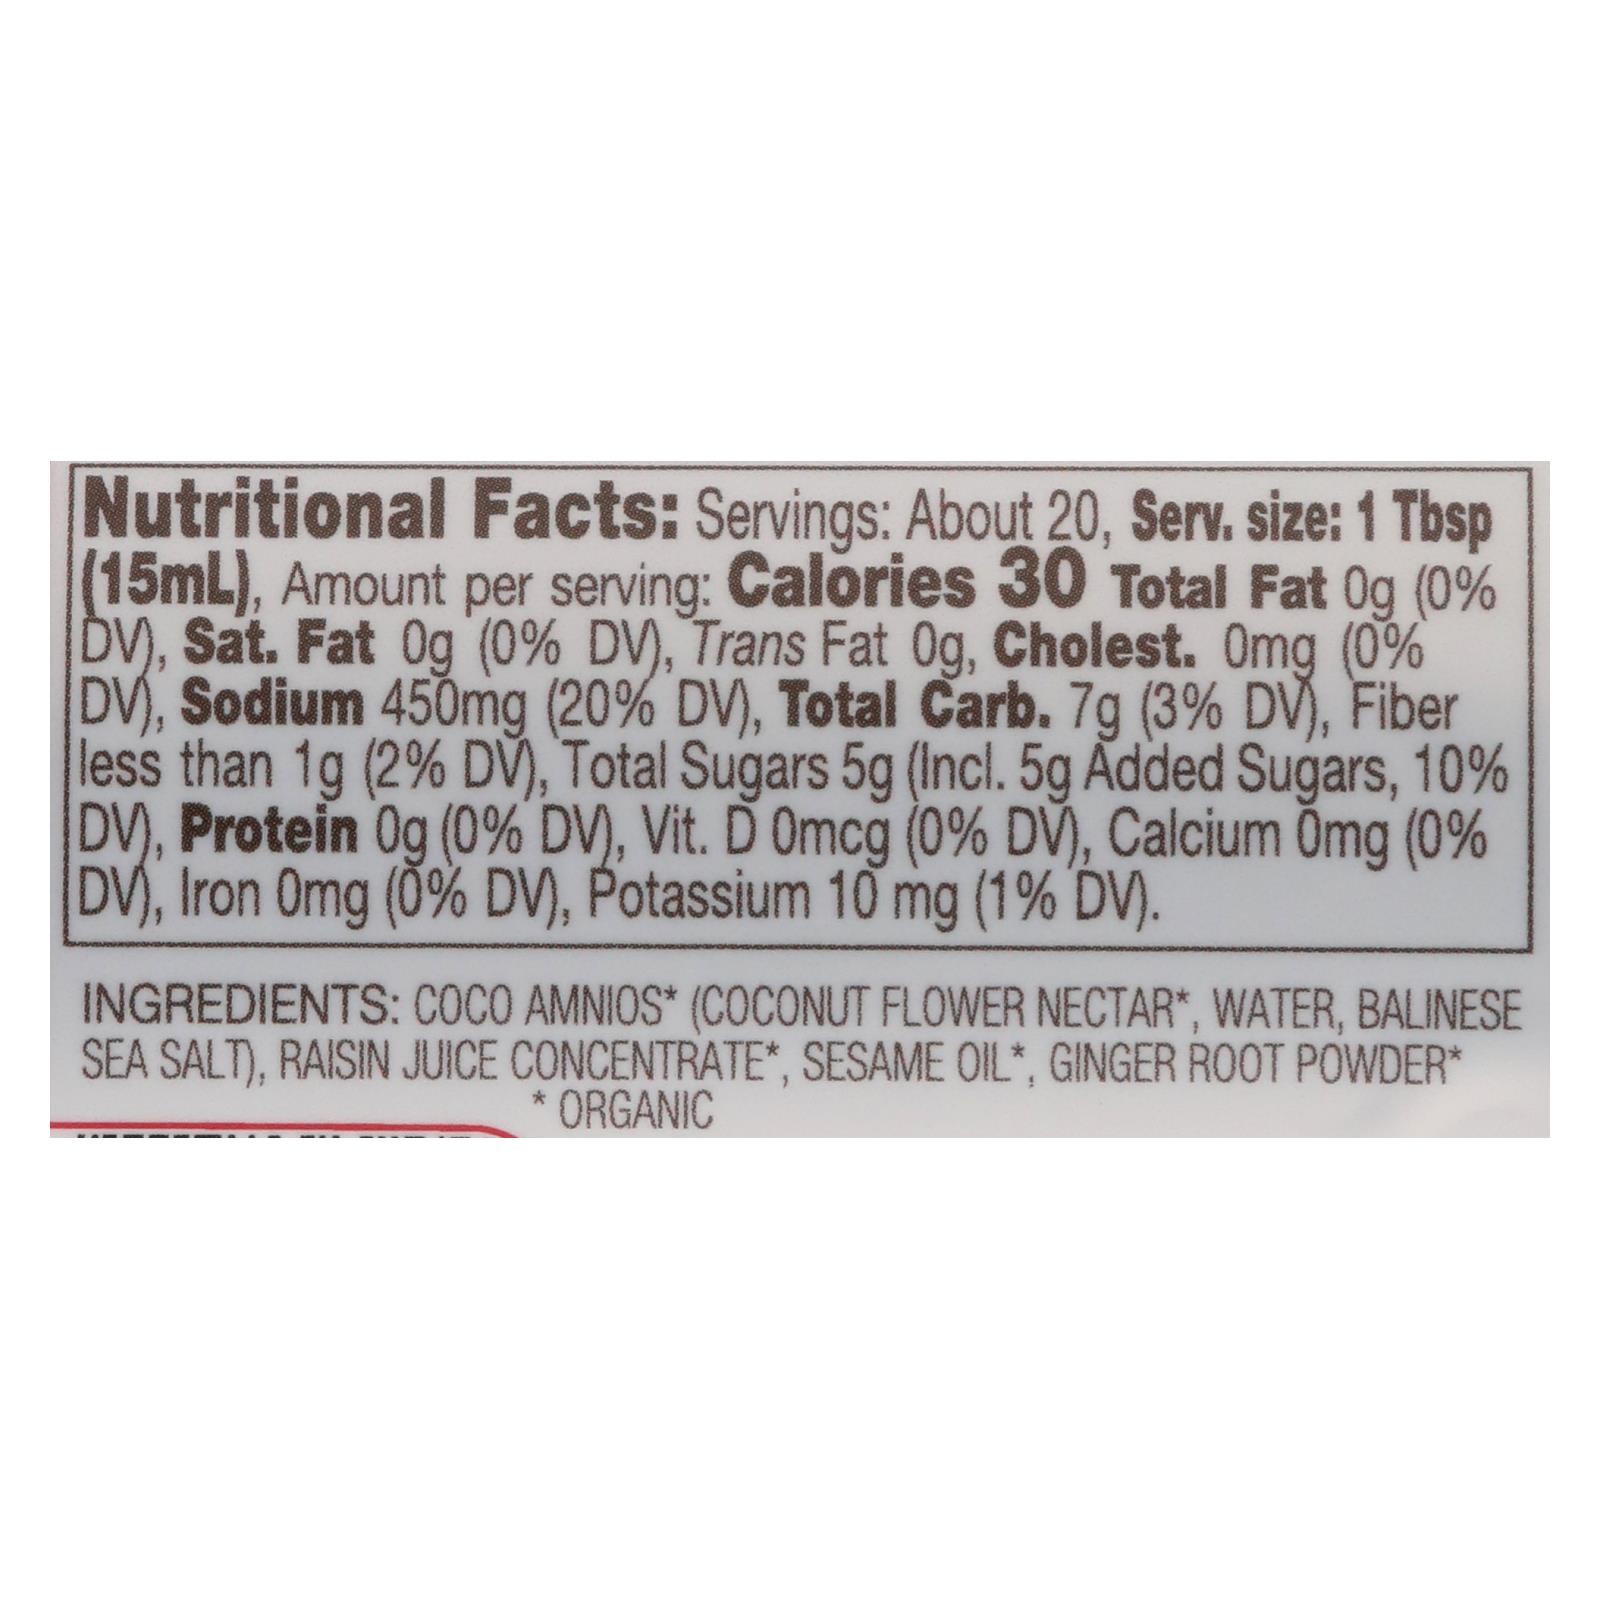 Nutritional Facts: Servings: About 20, Serv. size: 1 Tbsp
(15mL), Amount per serving: Calories 30 Total Fat 0g (0%
DV), Sat. Fat 0g (0% DV), Trans Fat 0g, Cholest. 0mg (0%
DV), Sodium 450mg (20% DV), Total Carb. 7g (3% DV), Fiber
less than 1g (2% DV), Total Sugars 5g (Incl. 5g Added Sugars, 10%
DV), Protein 0g (0% DV), Vit. D 0mcg (0% DV), Calcium 0mg (0%
DV), Iron 0mg (0% DV), Potassium 10 mg (1% DV).
INGREDIENTS: COCO AMNIOS* (COCONUT FLOWER NECTAR*, WATER, BALINESE
SEA SALT), RAISIN JUICE CONCENTRATE*, SESAME OIL*, GINGER ROOT POWDER*
* ORGANIC